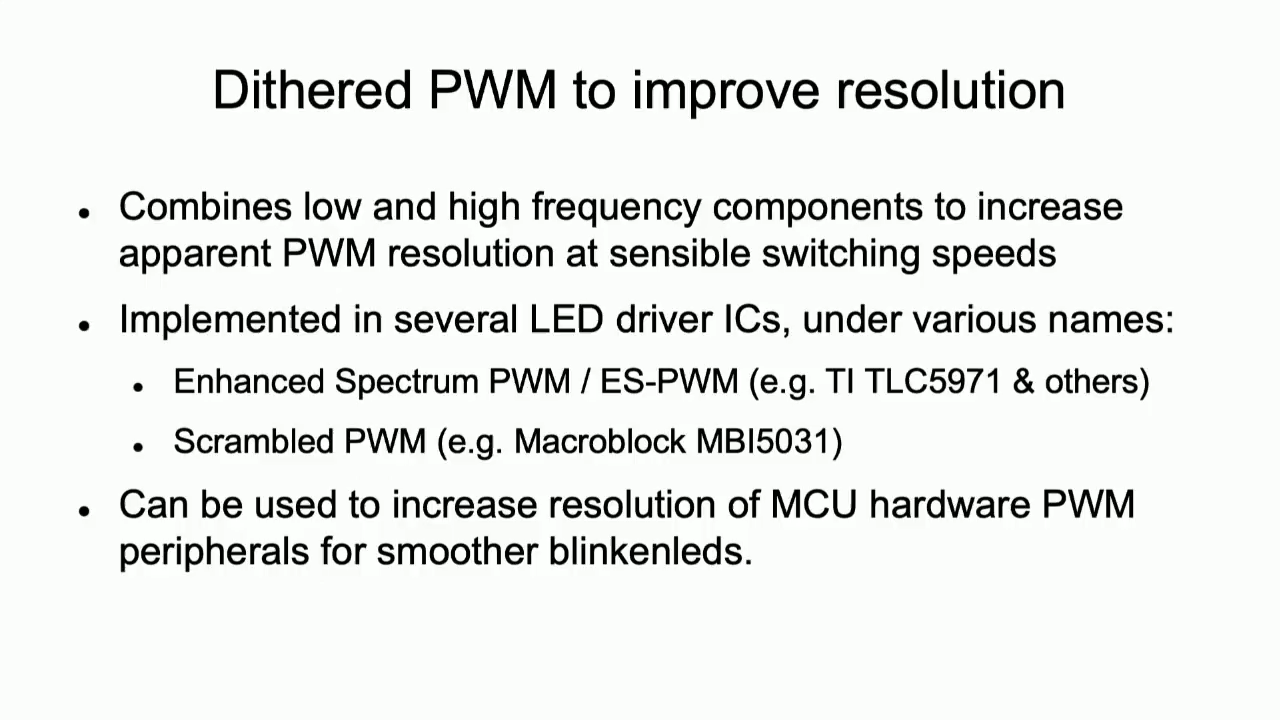 Dithered PWM to improve resolution
• Combines low and high frequency components to increase
apparent PWM resolution at sensible switching speeds
• Implemented in several LED driver ICs, under various names:
• Enhanced Spectrum PWM / ES-PWM (e.g. TI TLC5971 & others)
• Scrambled PWM (e.g. Macroblock MBI5031)
• Can be used to increase resolution of MCU hardware PWM
peripherals for smoother blinkenleds.